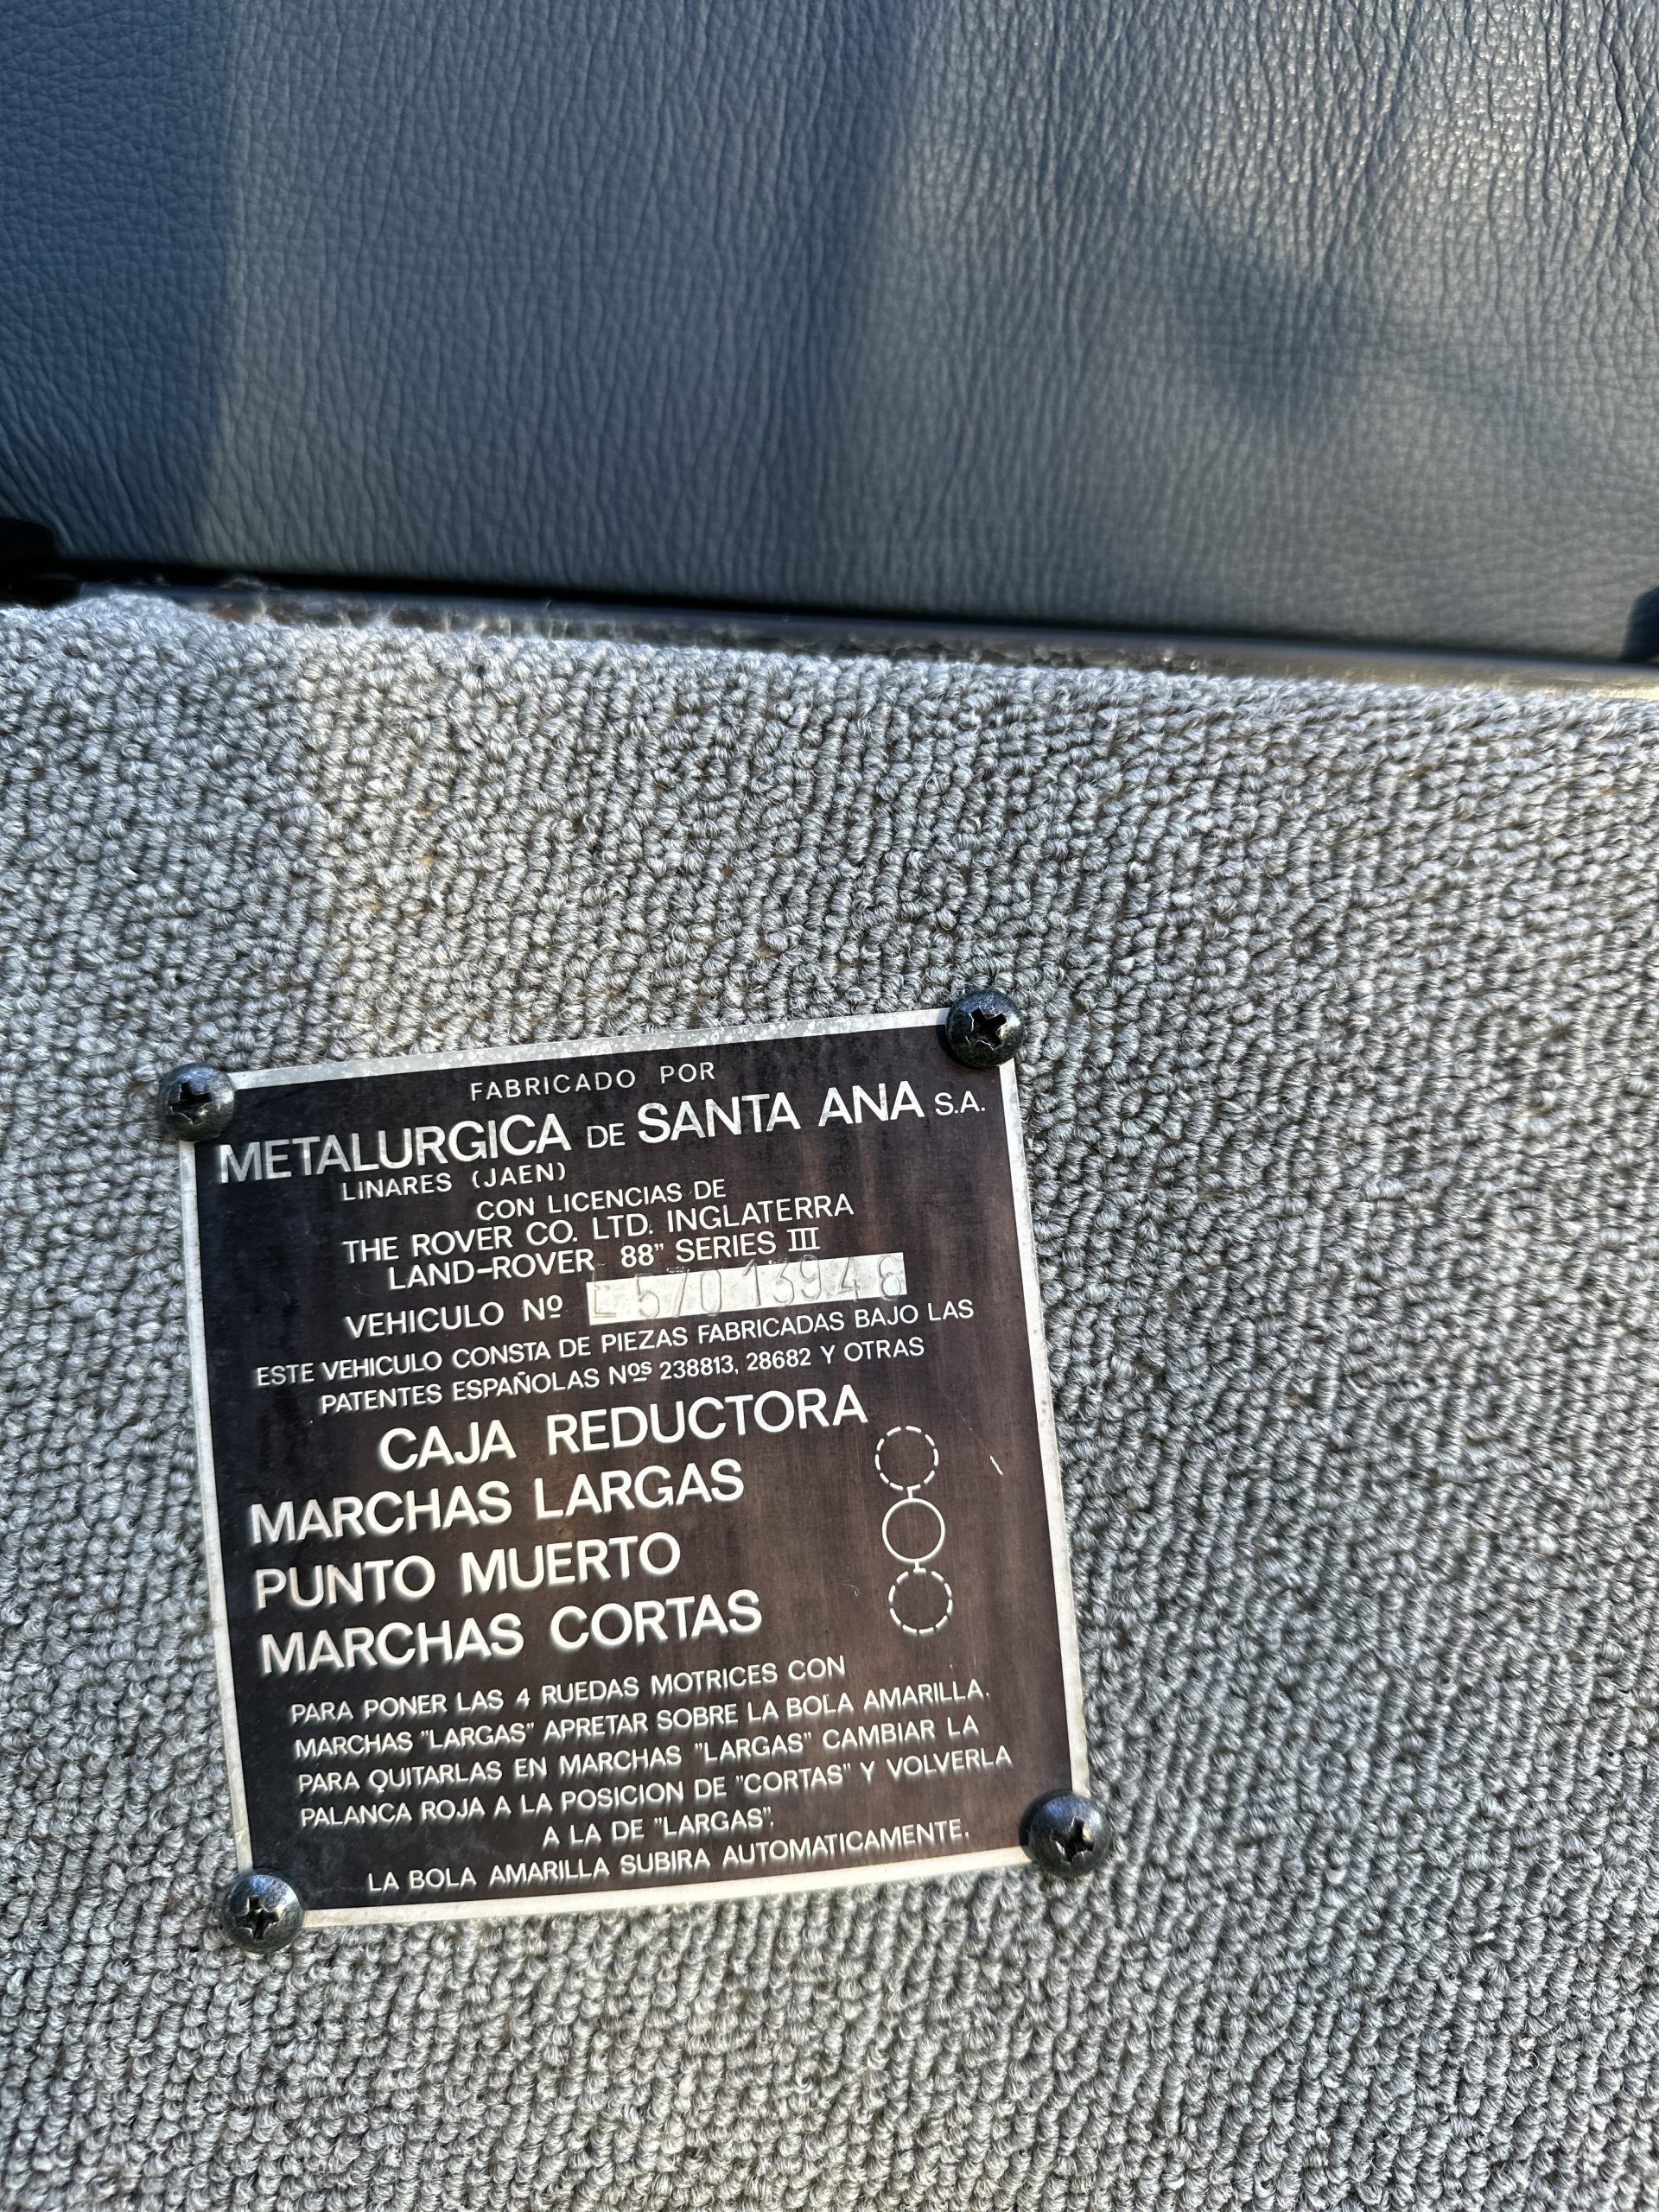 FABRICADO POR
METALURGICA DE SANTA ANA S.A.
LINARES (JAEN)
CON LICENCIAS DE
THE ROVER CO. LTD. INGLATERRA
LAND-ROVER 88" SERIES III
VEHICULO Nº
ESTE VEHICULO CONSTA DE PIEZAS FABRICADAS BAJO LAS
PATENTES ESPAÑOLAS Nºs 238813, 28682 Y OTRAS
CAJA REDUCTORA
MARCHAS LARGAS
PUNTO MUERTO
MARCHAS CORTAS
PARA PONER LAS 4 RUEDAS MOTRICES CON
MARCHAS "LARGAS" APRETAR SOBRE LA BOLA AMARILLA.
PARA QUITARLAS EN MARCHAS "LARGAS" CAMBIAR LA
PALANCA ROJA A LA POSICION DE "CORTAS" Y VOLVERLA
A LA DE "LARGAS".
LA BOLA AMARILLA SUBIRA AUTOMATICAMENTE.